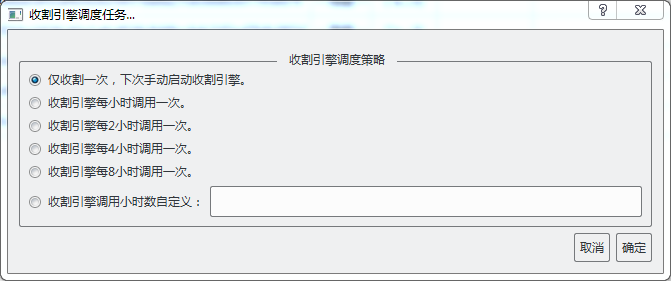 收割引擎调度任务...
收割引擎调度策略
仅收割一次，下次手动启动收割引擎。
收割引擎每小时调用一次。
收割引擎每2小时调用一次。
收割引擎每4小时调用一次。
收割引擎每8小时调用一次。
收割引擎调用小时数自定义：
取消 确定